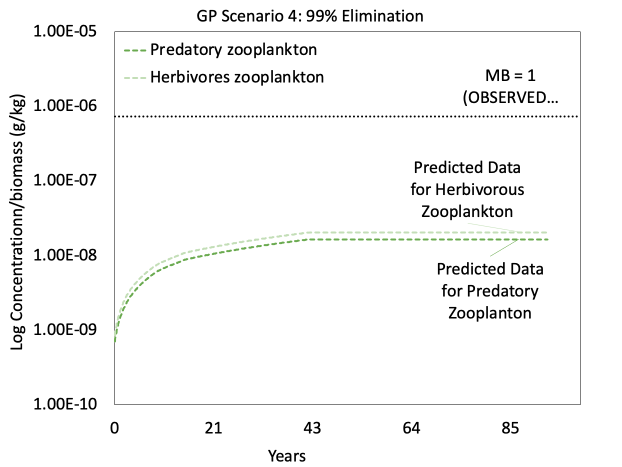 GP Scenario 4: 99% Elimination
1.00E-05
Predatory zooplankton
Herbivores zooplankton
MB = 1
(OBSERVED...
1.00E-06
Log Concentrationn/biomass (g/kg)
1.00E-07
Predicted Data
for Herbivorous
Zooplankton
1.00E-08
Predicted Data
for Predatory
Zooplanton
1.00E-09
1.00E-10
0 21 43 64 85
Years